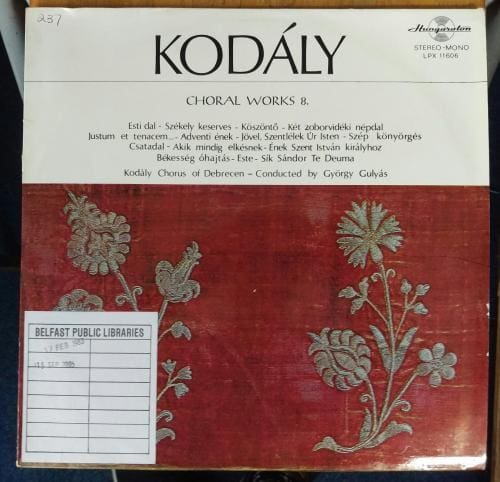 237
Hungaroton
STEREO-MONO
LPX 11606
KODÁLY
CHORAL WORKS 8.
Esti dal - Székely keserves - Köszöntő - Két zoborvidéki népdal
Justum et tenacem... - Adventi ének - Jövel, Szentlélek Úr Isten - Szép könyörgés
Csatadal - Akik mindig elkésnek - Ének Szent István királyhoz
Békesség óhajtás - Este - Sík Sándor Te Deuma
Kodály Chorus of Debrecen - Conducted by György Gulyás
BELFAST PUBLIC LIBRARIES
FEB
SEP